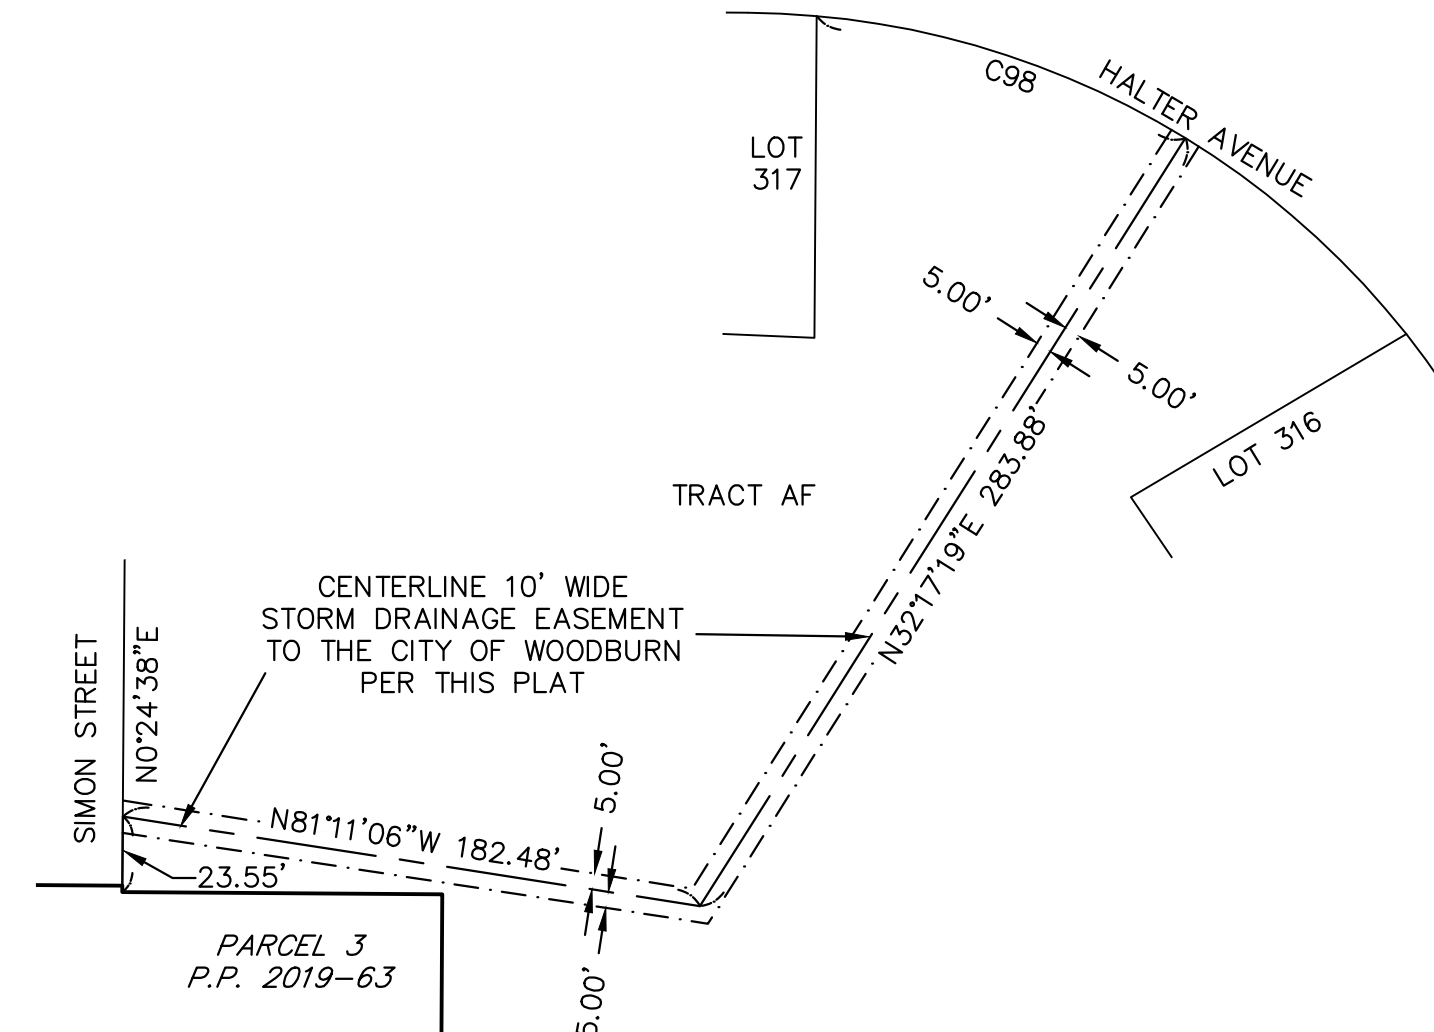 C98
HALTER AVENUE
LOT
317
5.00'
5.00'
LOT 316
N32°17'19"E 283.88'
TRACT AF
CENTERLINE 10' WIDE
STORM DRAINAGE EASEMENT
TO THE CITY OF WOODBURN
PER THIS PLAT
SIMON STREET
N0°24'38"E
5.00'
N81°11'06"W 182.48'
23.55'
PARCEL 3
P.P. 2019-63
5.00'